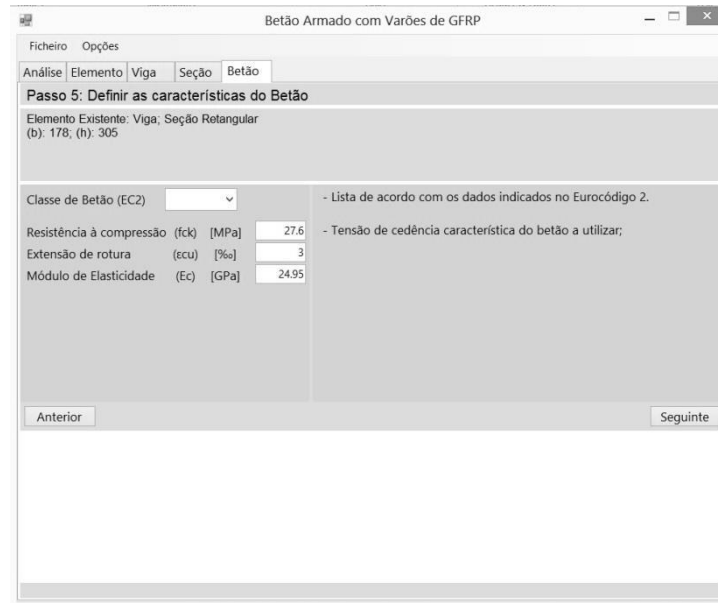 Betão Armado com Varões de GFRP
Ficheiro Opções
Análise Elemento Viga Seção Betão
Passo 5: Definir as características do Betão
Elemento Existente: Viga; Seção Retangular
(b): 178; (h): 305
Classe de Betão (EC2)
- Lista de acordo com os dados indicados no Eurocódigo 2.
Resistência à compressão (fck) [MPa] 27.6
- Tensão de cedência característica do betão a utilizar;
Extensão de rotura (εcu) [‰] 3
Módulo de Elasticidade (Ec) [GPa] 24.95
Anterior Seguinte